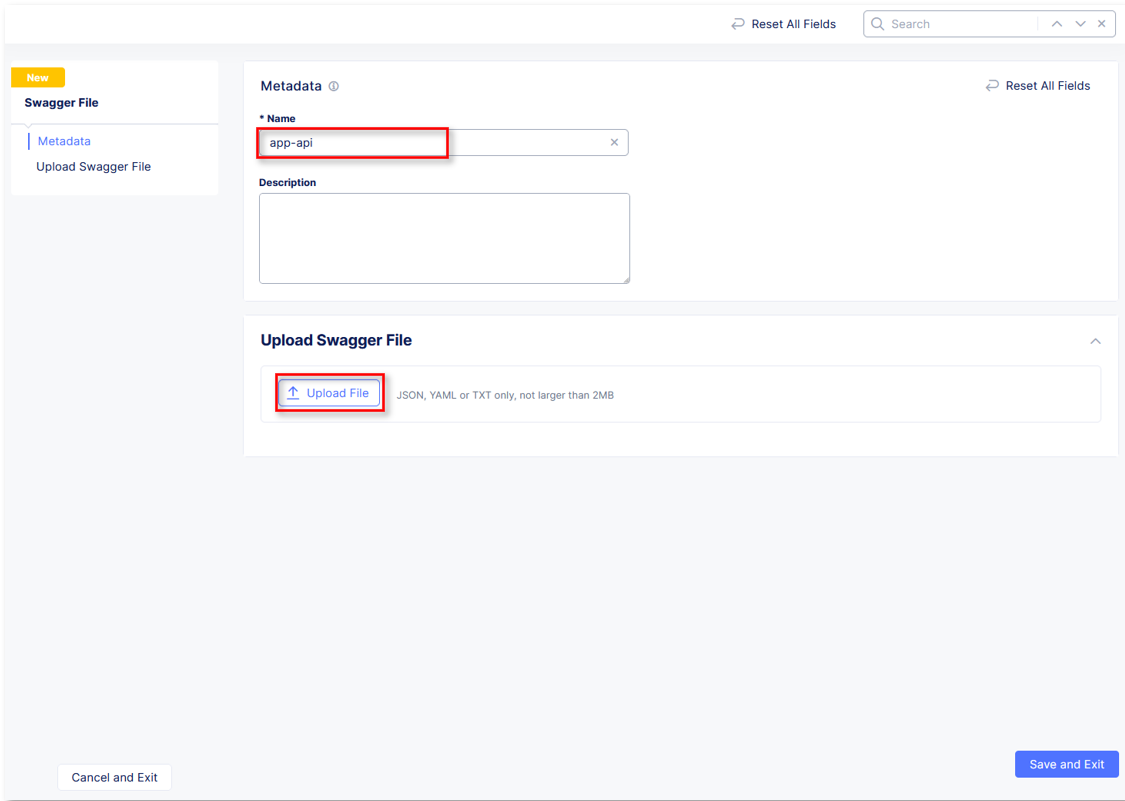 Reset All Fields
Search
New
Swagger File
Metadata
Upload Swagger File
Metadata
Reset All Fields
* Name
app-api
Description
Upload Swagger File
Upload File
JSON, YAML or TXT only, not larger than 2MB
Cancel and Exit
Save and Exit